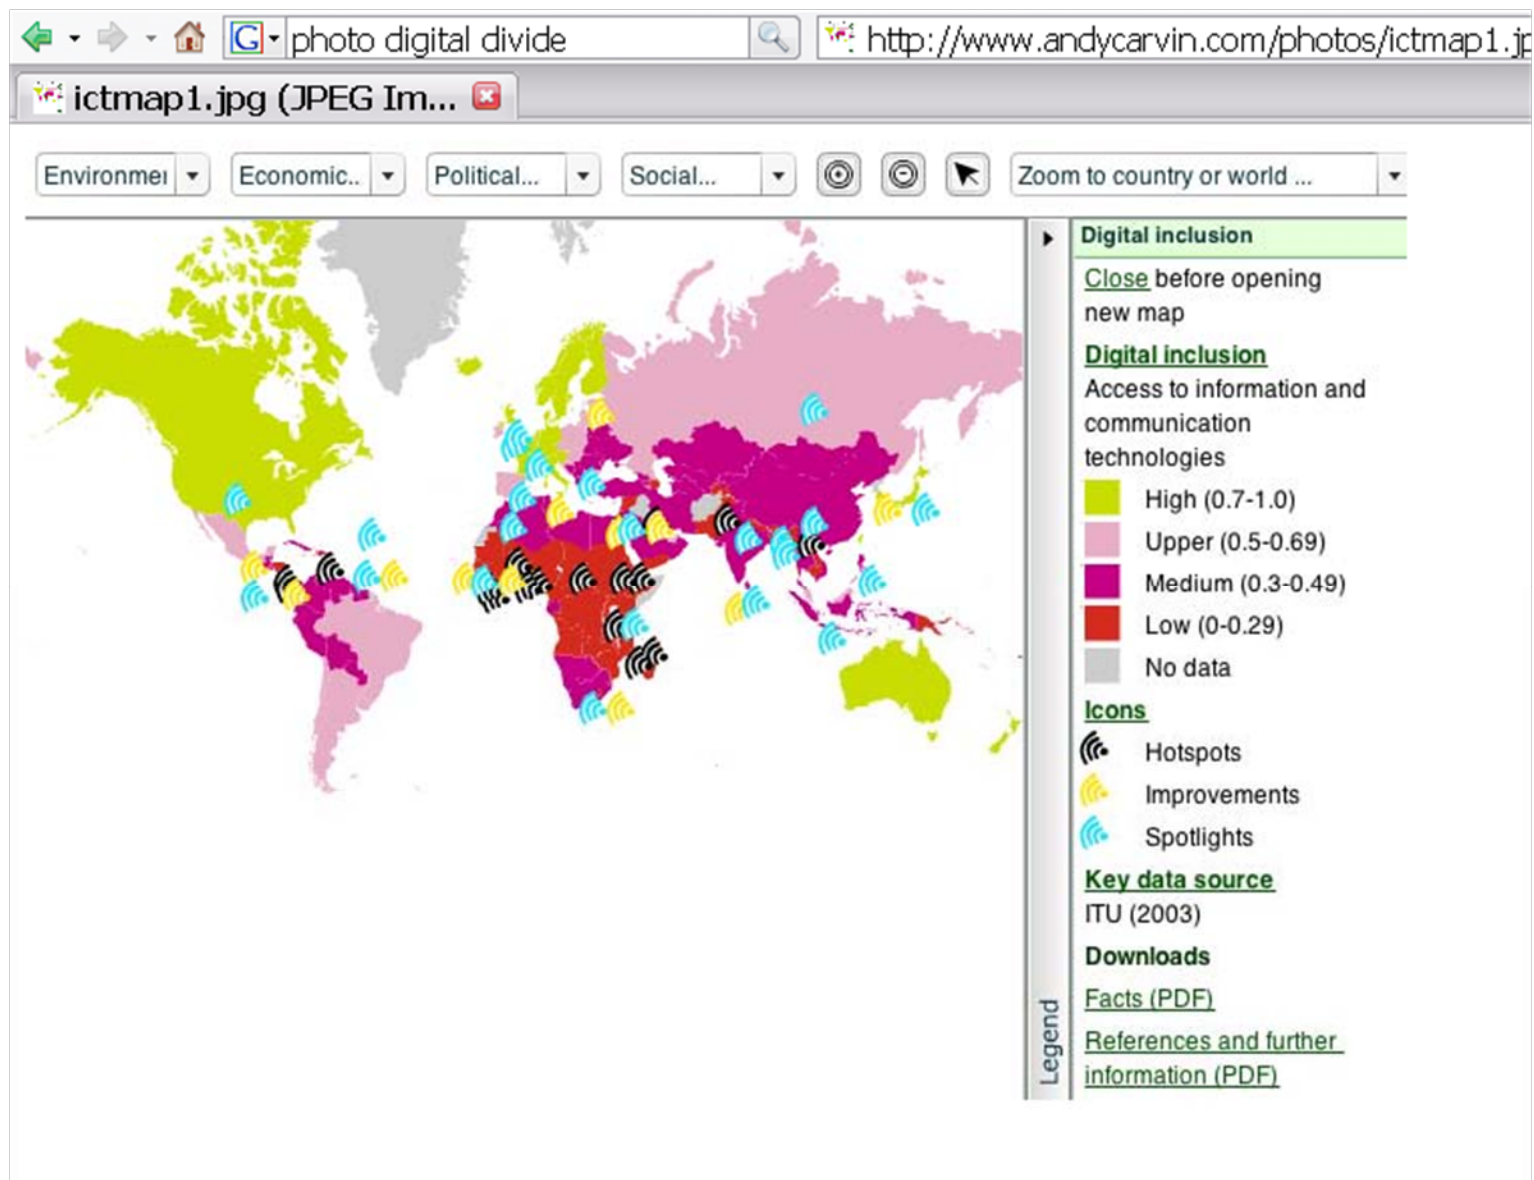 G photo digital divide http://www.andycarvin.com/photos/ictmap1.jp
ictmap1.jpg (JPEG Im...
Environmei Economic.. Political... Social... Zoom to country or world ...
Digital inclusion
Close before opening
new map
Digital inclusion
Access to information and
communication
technologies
High (0.7-1.0)
Upper (0.5-0.69)
Medium (0.3-0.49)
Low (0-0.29)
No data
Icons
Hotspots
Improvements
Spotlights
Key data source
ITU (2003)
Downloads
Facts (PDF)
References and further
information (PDF)
Legend